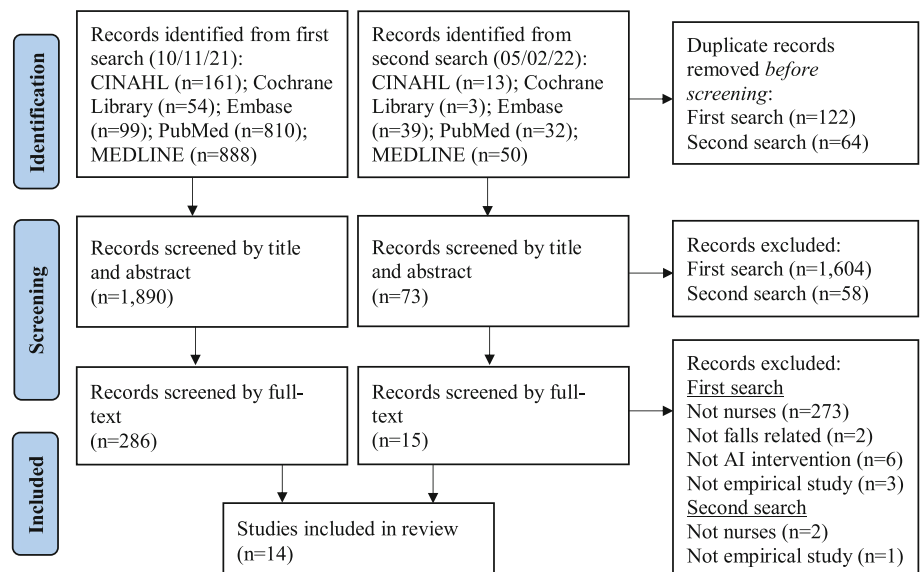 Identification
Records identified from first
search (10/11/21):
CINAHL (n=161); Cochrane
Library (n=54); Embase
(n=99); PubMed (n=810);
MEDLINE (n=888)
Records identified from
second search (05/02/22):
CINAHL (n=13); Cochrane
Library (n=3); Embase
(n=39); PubMed (n=32);
MEDLINE (n=50)
Duplicate records
removed before
screening:
First search (n=122)
Second search (n=64)
Screening
Records screened by title
and abstract
(n=1,890)
Records screened by title
and abstract
(n=73)
Records excluded:
First search (n=1,604)
Second search (n=58)
Records screened by full-
text
(n=286)
Records screened by full-
text
(n=15)
Records excluded:
First search
Not nurses (n=273)
Not falls related (n=2)
Not AI intervention (n=6)
Not empirical study (n=3)
Second search
Not nurses (n=2)
Not empirical study (n=1)
Included
Studies included in review
(n=14)